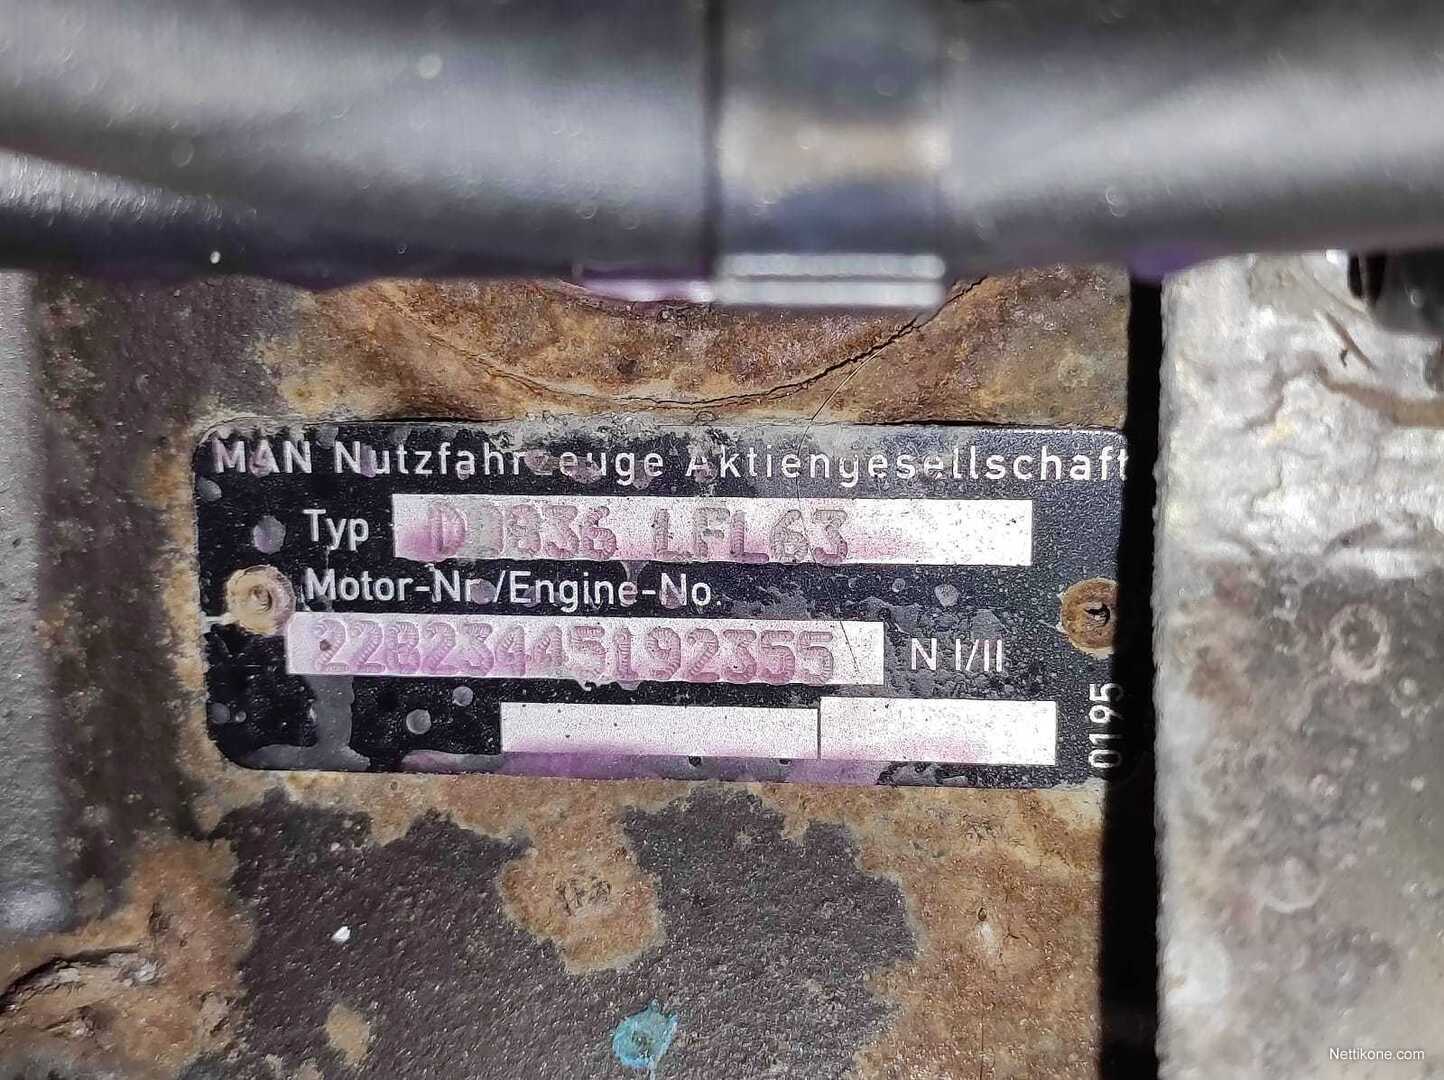 MAN Nutzfahrzeuge Aktiengesellschaft
Typ D0836 LFL63
Motor-Nr./Engine-No.
22823445192355 N I/II
0195
Nettikone.com